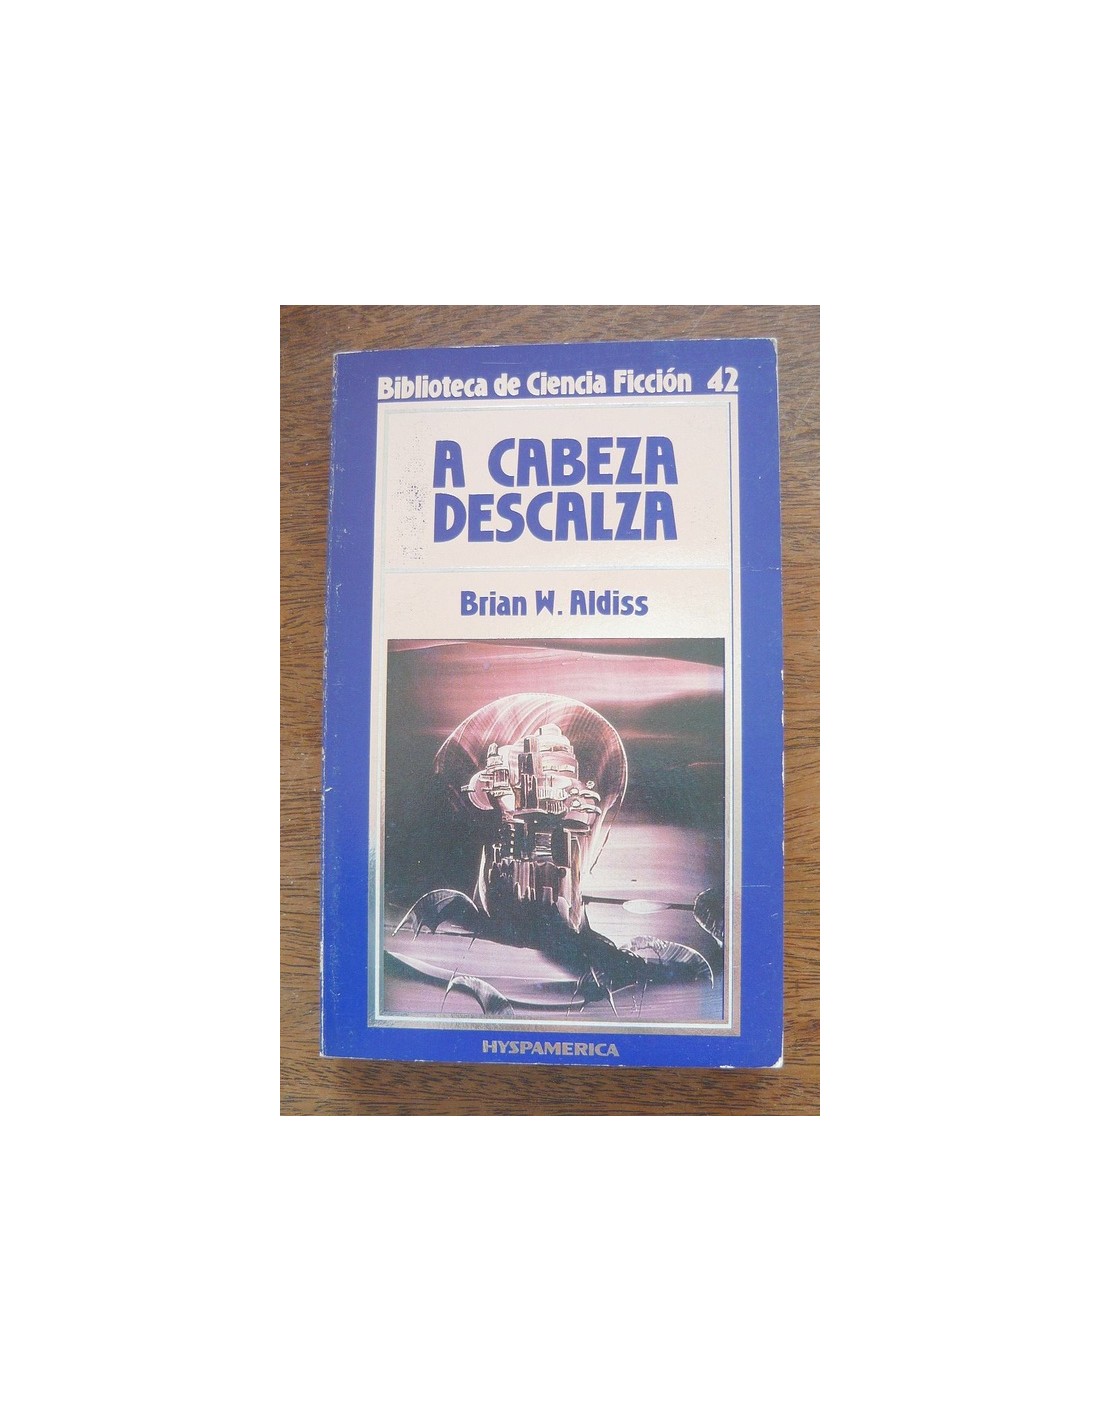 Biblioteca de Ciencia Ficción 42
A CABEZA
DESCALZA
Brian W. Aldiss
HYSPAMERICA